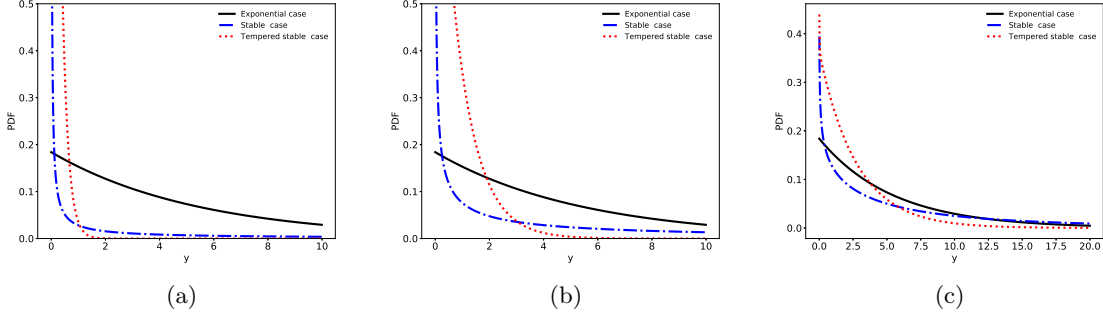 0.5
0.4
0.3
0.2
0.1
0.0
PDF
0 2 4 6 8 10
y
Exponential case
Stable case
Tempered stable case
(a)
0.5
0.4
0.3
0.2
0.1
0.0
PDF
0 2 4 6 8 10
y
Exponential case
Stable case
Tempered stable case
(b)
0.4
0.3
0.2
0.1
0.0
PDF
0.0 2.5 5.0 7.5 10.0 12.5 15.0 17.5 20.0
y
Exponential case
Stable case
Tempered stable case
(c)